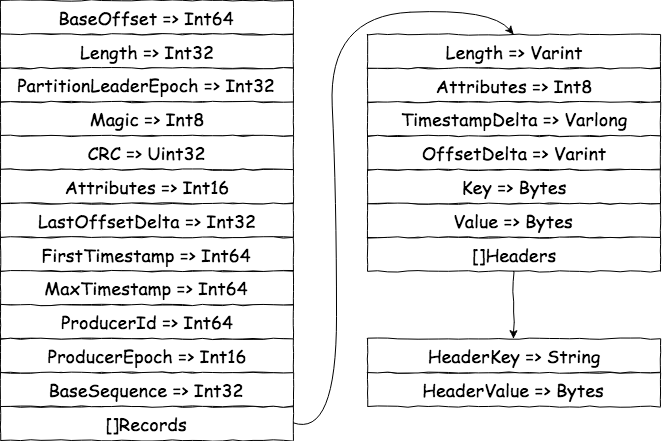 BaseOffset => Int64
Length => Int32
PartitionLeaderEpoch => Int32
Magic => Int8
CRC => Uint32
Attributes => Int16
LastOffsetDelta => Int32
FirstTimestamp => Int64
MaxTimestamp => Int64
ProducerId => Int64
ProducerEpoch => Int16
BaseSequence => Int32
[]Records
Length => Varint
Attributes => Int8
TimestampDelta => Varlong
OffsetDelta => Varint
Key => Bytes
Value => Bytes
[]Headers
HeaderKey => String
HeaderValue => Bytes